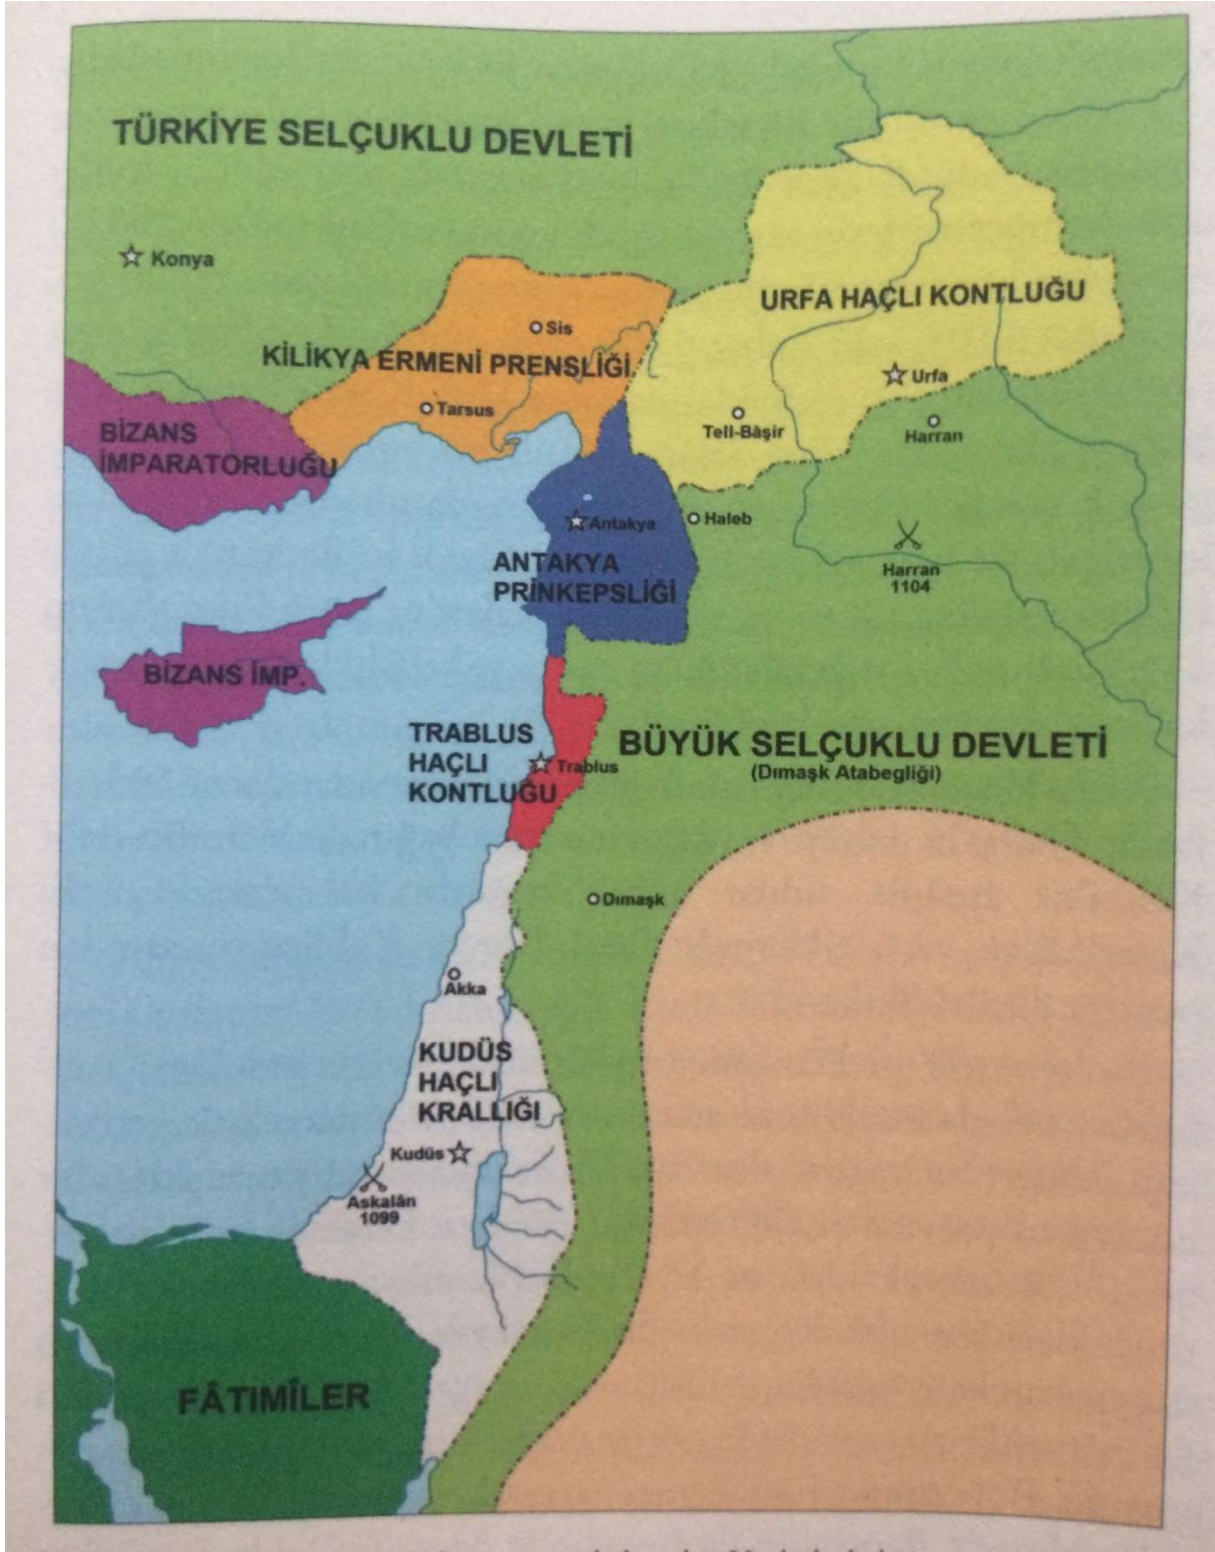 TÜRKİYE SELÇUKLU DEVLETİ
Konya
URFA HAÇLI KONTLUĞU
Sis
KİLİKYA ERMENİ PRENSLİĞİ
Urfa
Tarsus
Tell-Bâşir
Harran
BİZANS
İMPARATORLUĞU
Haleb
Antakya
ANTAKYA
PRİNKEPSLİĞİ
Harran
1104
BİZANS İMP.
TRABLUS
HAÇLI
KONTLUĞU
Trablus
BÜYÜK SELÇUKLU DEVLETİ
(Dımaşk Atabegliği)
Dımaşk
Akka
KUDÜS
HAÇLI
KRALLIĞI
Kudüs
Askalân
1099
FÂTIMÎLER